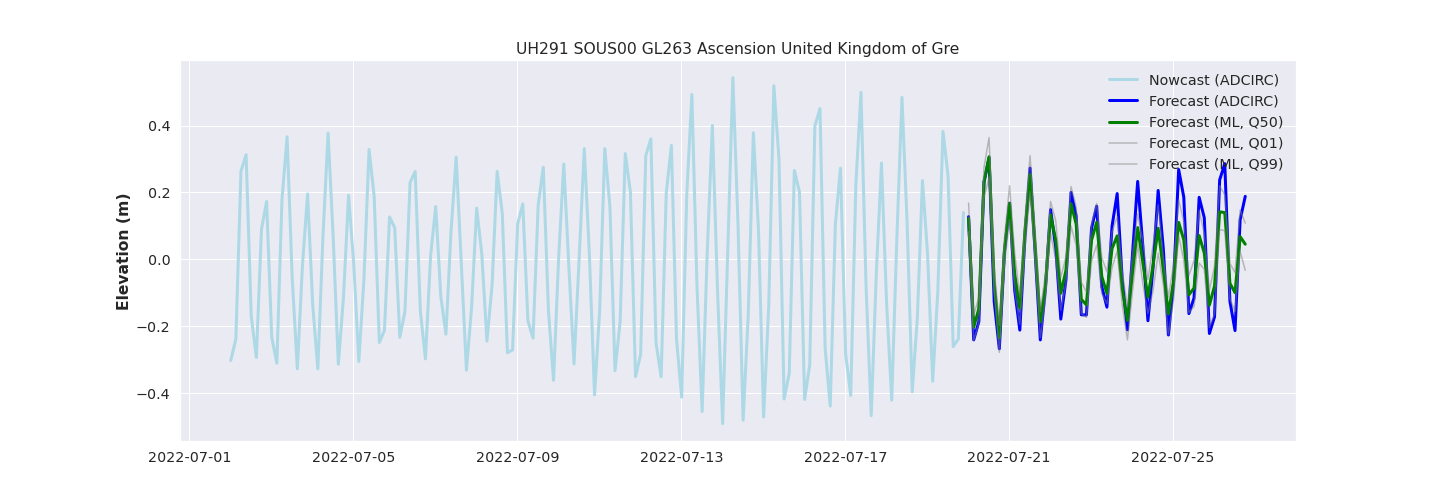 UH291 SOUS00 GL263 Ascension United Kingdom of Gre
Nowcast (ADCIRC)
Forecast (ADCIRC)
Forecast (ML, Q50)
Forecast (ML, Q01)
Forecast (ML, Q99)
Elevation (m)
0.4
0.2
0.0
−0.2
−0.4
2022-07-01
2022-07-05
2022-07-09
2022-07-13
2022-07-17
2022-07-21
2022-07-25